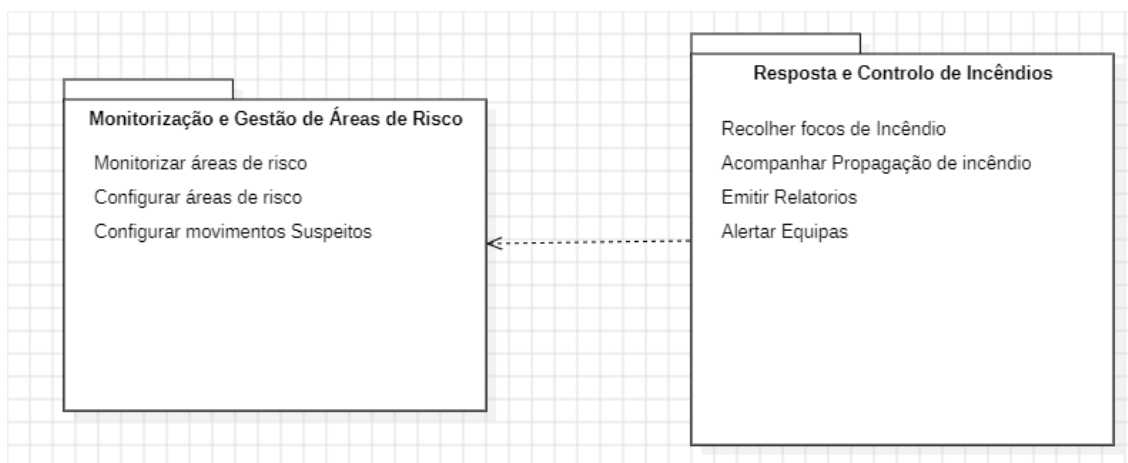 Monitorização e Gestão de Áreas de Risco
Monitorizar áreas de risco
Configurar áreas de risco
Configurar movimentos Suspeitos
Resposta e Controlo de Incêndios
Recolher focos de Incêndio
Acompanhar Propagação de incêndio
Emitir Relatorios
Alertar Equipas